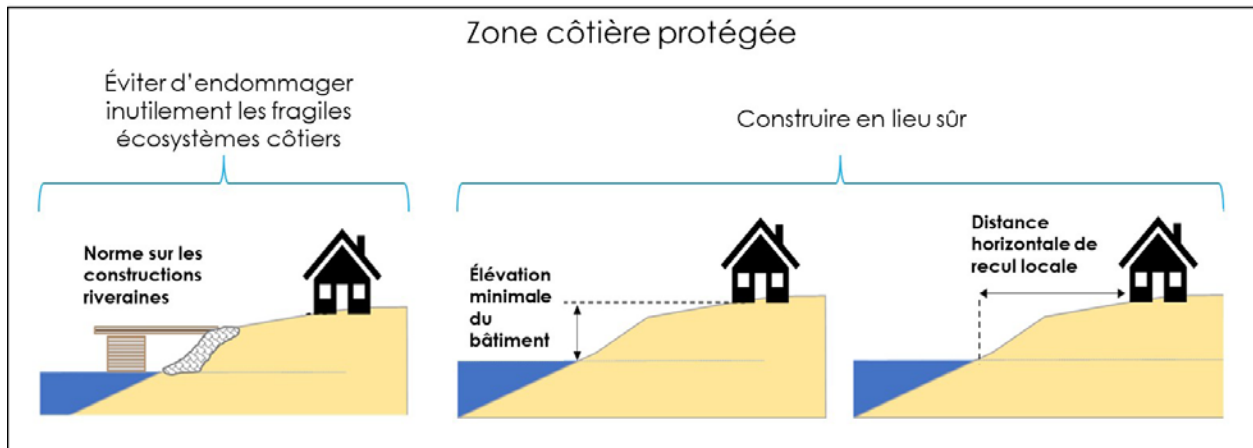 Zone côtière protégée
Éviter d'endommager
inutilement les fragiles
écosystèmes côtiers
Construire en lieu sûr
Norme sur les
constructions
riveraines
Élévation
minimale
du
bâtiment
Distance
horizontale de
recul locale